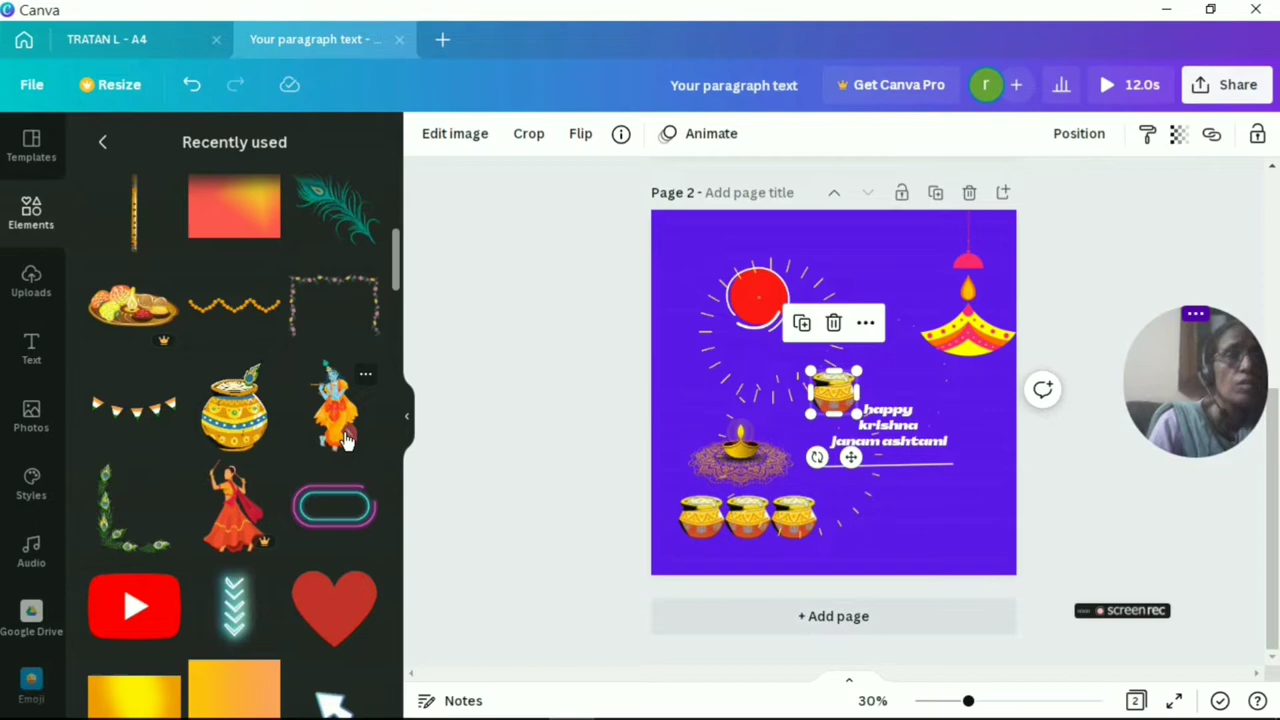 Canva
TRATAN L - A4
Your paragraph text - ...
File
Resize
Your paragraph text
Get Canva Pro
r
12.0s
Share
Templates
Elements
Uploads
Text
Photos
Styles
Audio
Google Drive
Emoji
Recently used
Edit image
Crop
Flip
Animate
Position
Page 2 - Add page title
happy
krishna
janam ashtami
+ Add page
screenrec
Notes
30%
2